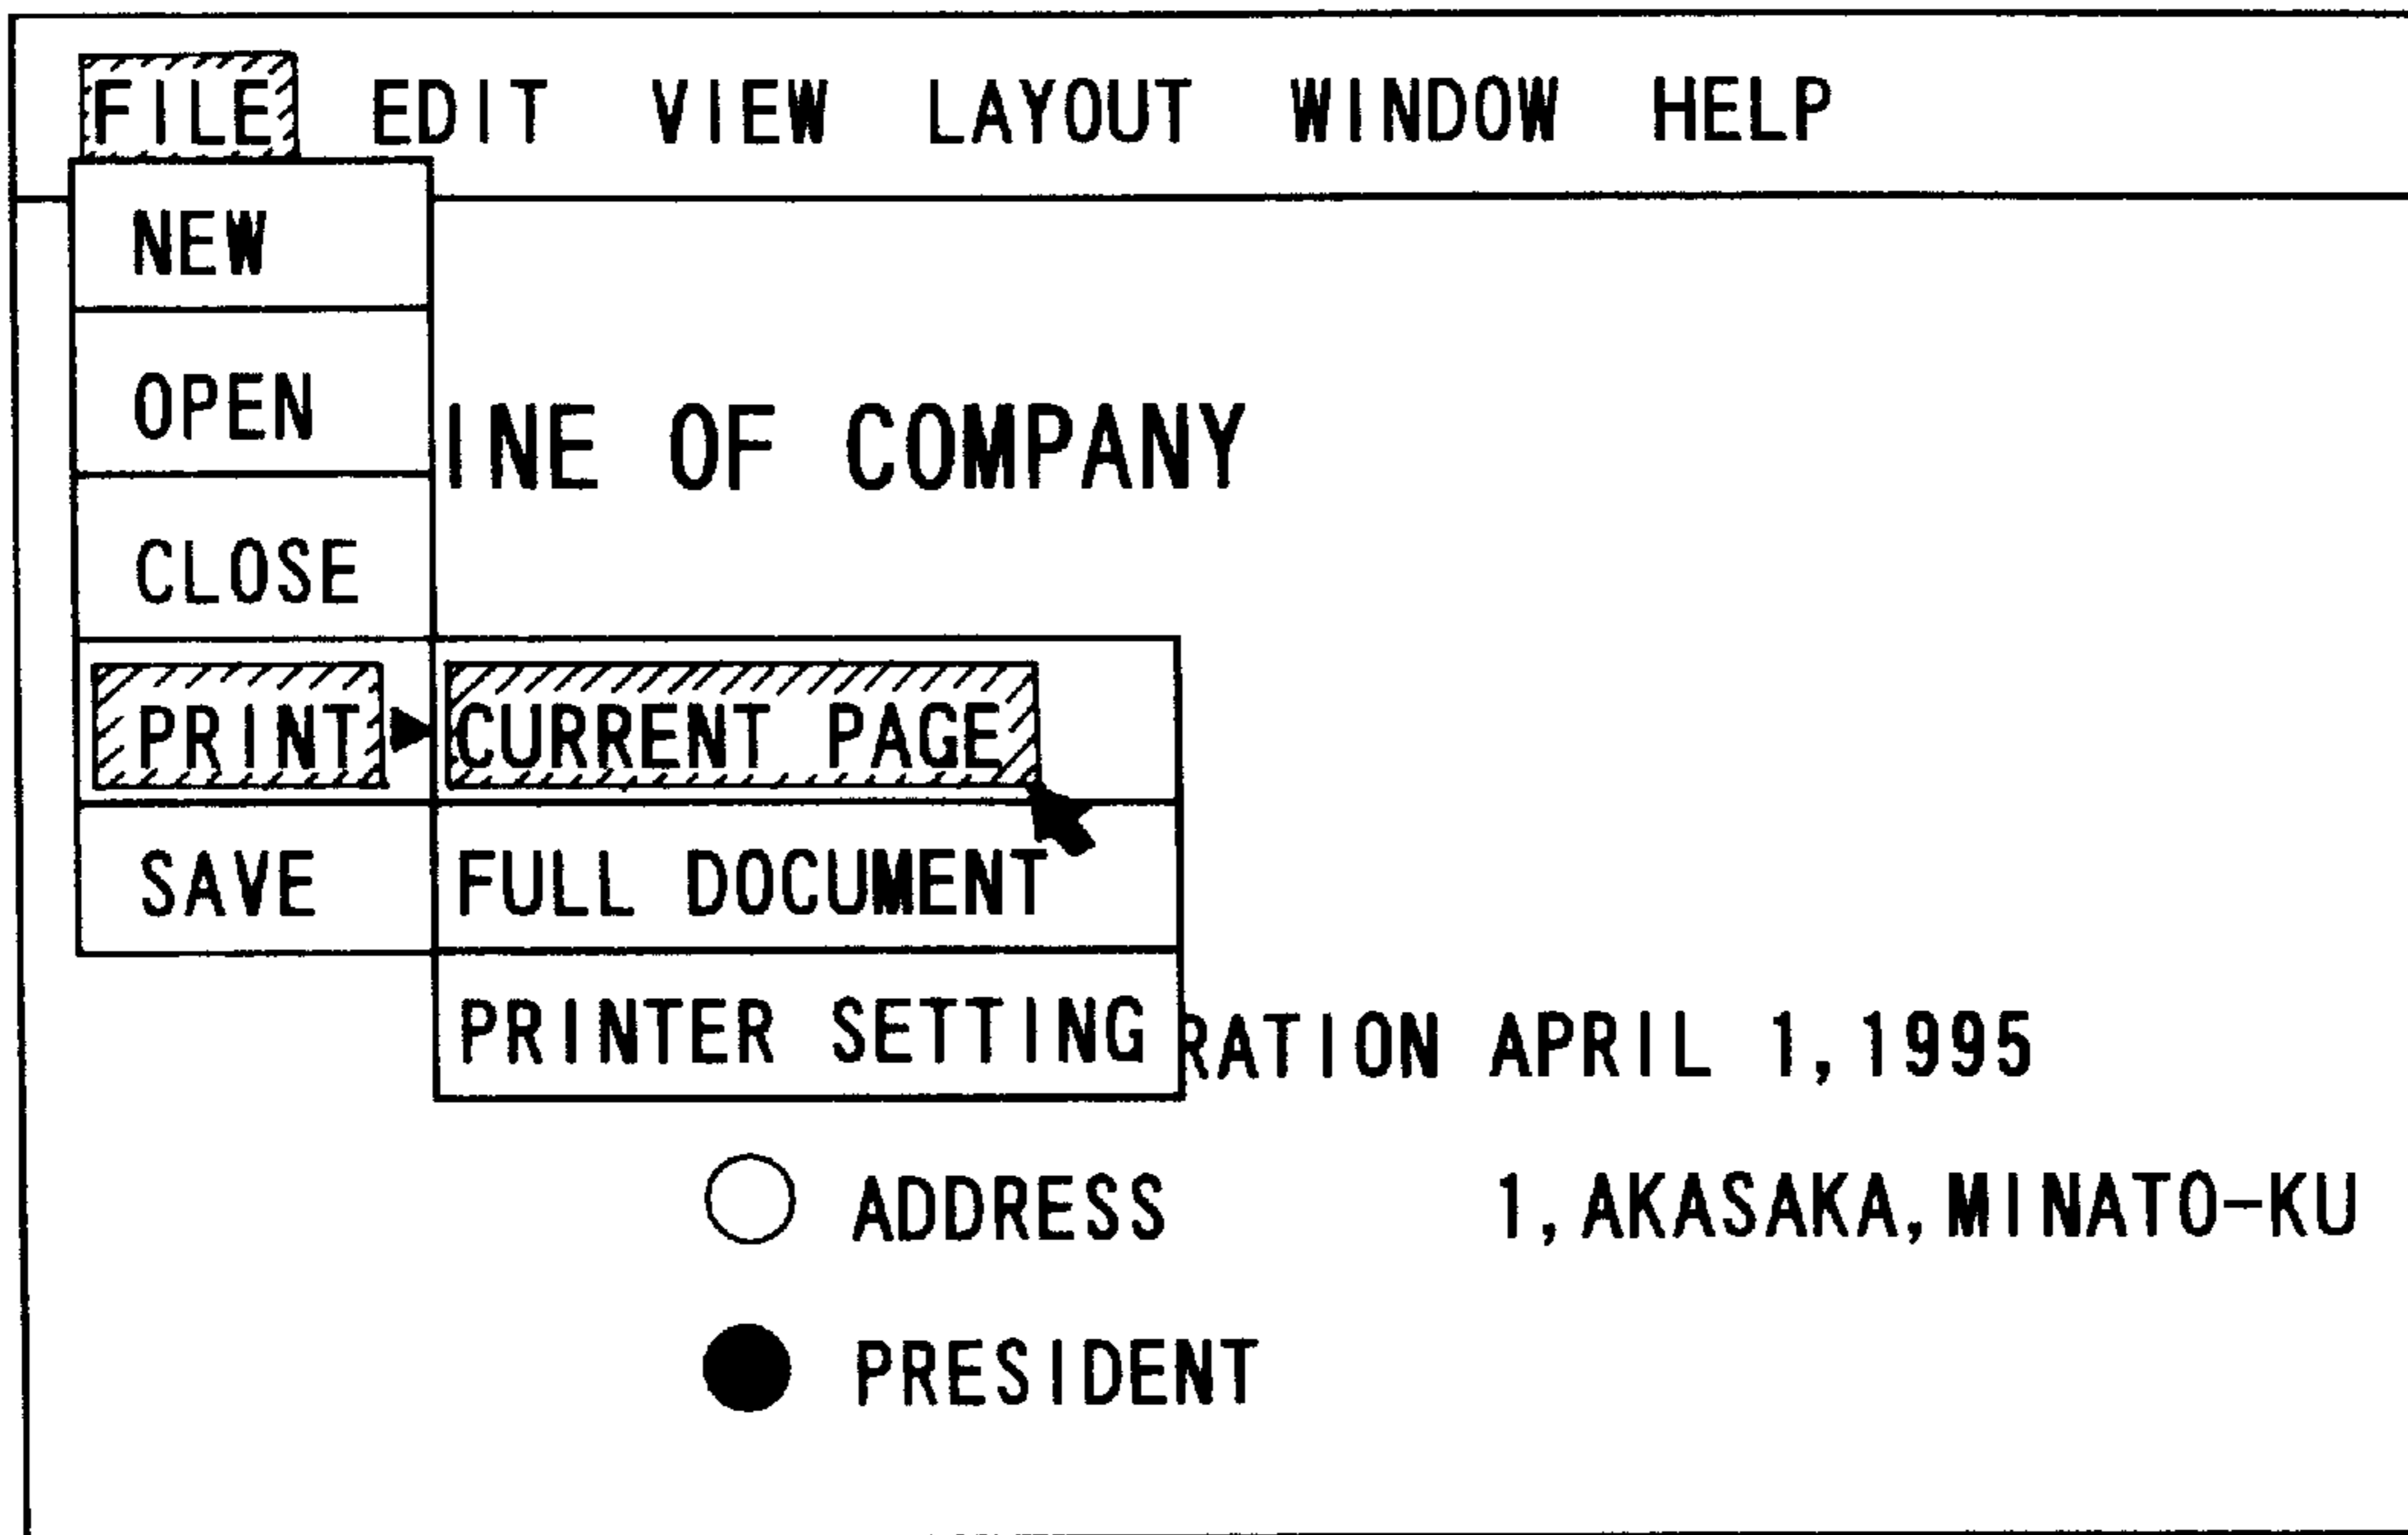 FILE EDIT VIEW LAYOUT WINDOW HELP
NEW
OPEN
INE OF COMPANY
CLOSE
PRINT CURRENT PAGE
SAVE FULL DOCUMENT
PRINTER SETTING RATION APRIL 1, 1995
ADDRESS 1, AKASAKA, MINATO-KU
PRESIDENT